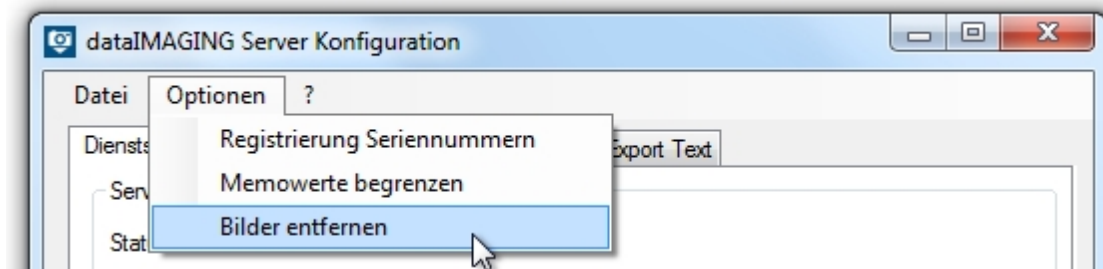 dataIMAGING Server Konfiguration
Datei Optionen ?
Registrierung Seriennummern
Export Text
Memowerte begrenzen
Bilder entfernen